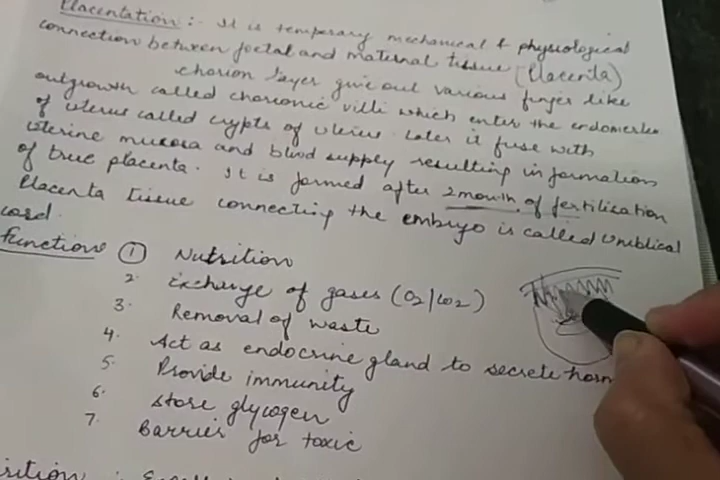 Placentation :- It is temporary mechanical & physiological
connection between foetal and maternal tissue (Placenta)
chorion layer give out various finger like
outgrowth called chorionic villi which enter the endometre
of uterus called crypts of uterus later it fuse with
uterine mucosa and blood supply resulting in formation
of true placenta. It is formed after 2 mouth of fertilization
Placenta tissue connecting the embryo is called Umblical
card.
functions ① Nutrition
2. Exchange of gases (O2/CO2)
3. Removal of waste
4. Act as endocrine gland to secrete horm
5. Provide immunity
6. store glycogen
7. Barrier for toxic